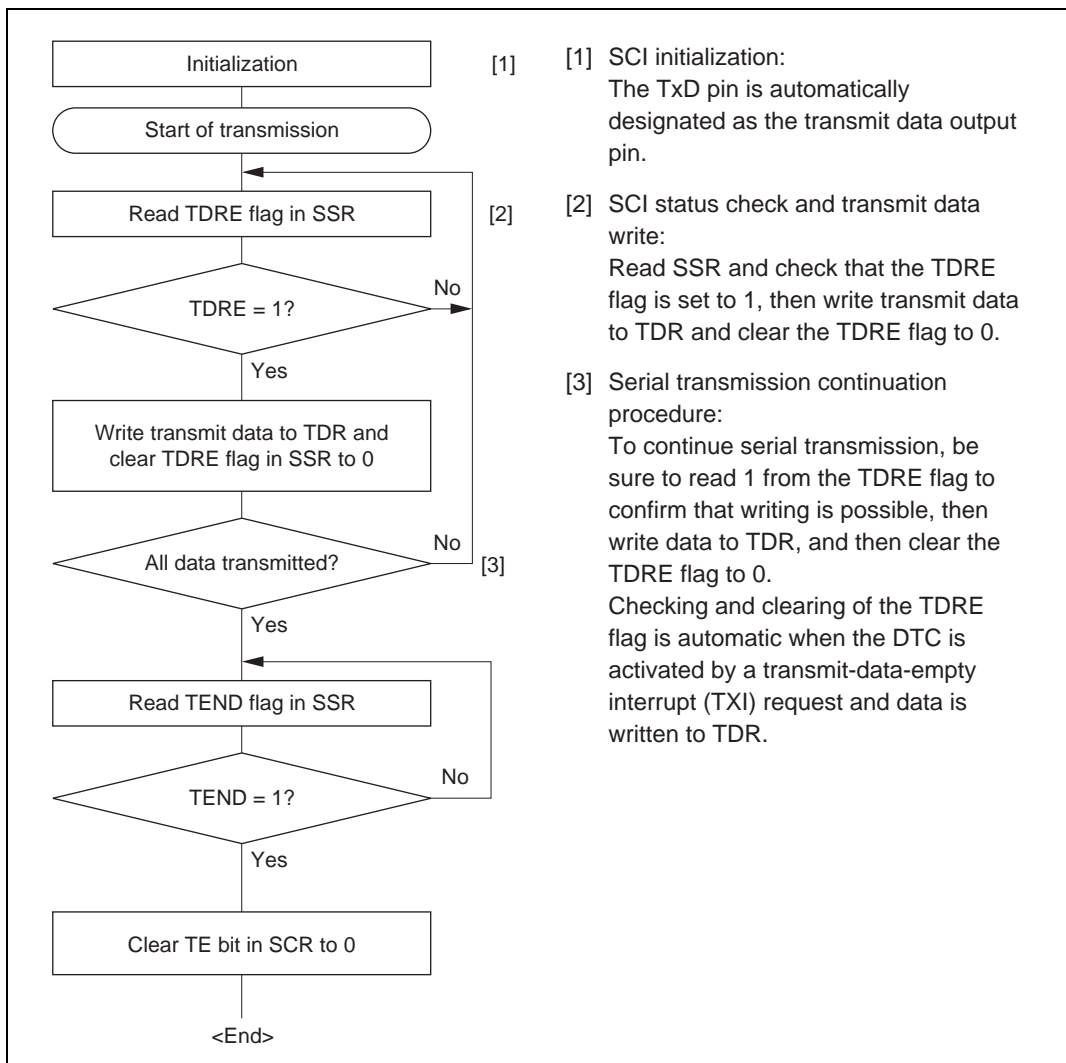 Initialization
[1]
Start of transmission
Read TDRE flag in SSR
[2]
No
TDRE = 1?
Yes
Write transmit data to TDR and
clear TDRE flag in SSR to 0
No
All data transmitted?
[3]
Yes
Read TEND flag in SSR
No
TEND = 1?
Yes
Clear TE bit in SCR to 0
<End>
[1] SCI initialization:
The TxD pin is automatically
designated as the transmit data output
pin.
[2] SCI status check and transmit data
write:
Read SSR and check that the TDRE
flag is set to 1, then write transmit data
to TDR and clear the TDRE flag to 0.
[3] Serial transmission continuation
procedure:
To continue serial transmission, be
sure to read 1 from the TDRE flag to
confirm that writing is possible, then
write data to TDR, and then clear the
TDRE flag to 0.
Checking and clearing of the TDRE
flag is automatic when the DTC is
activated by a transmit-data-empty
interrupt (TXI) request and data is
written to TDR.